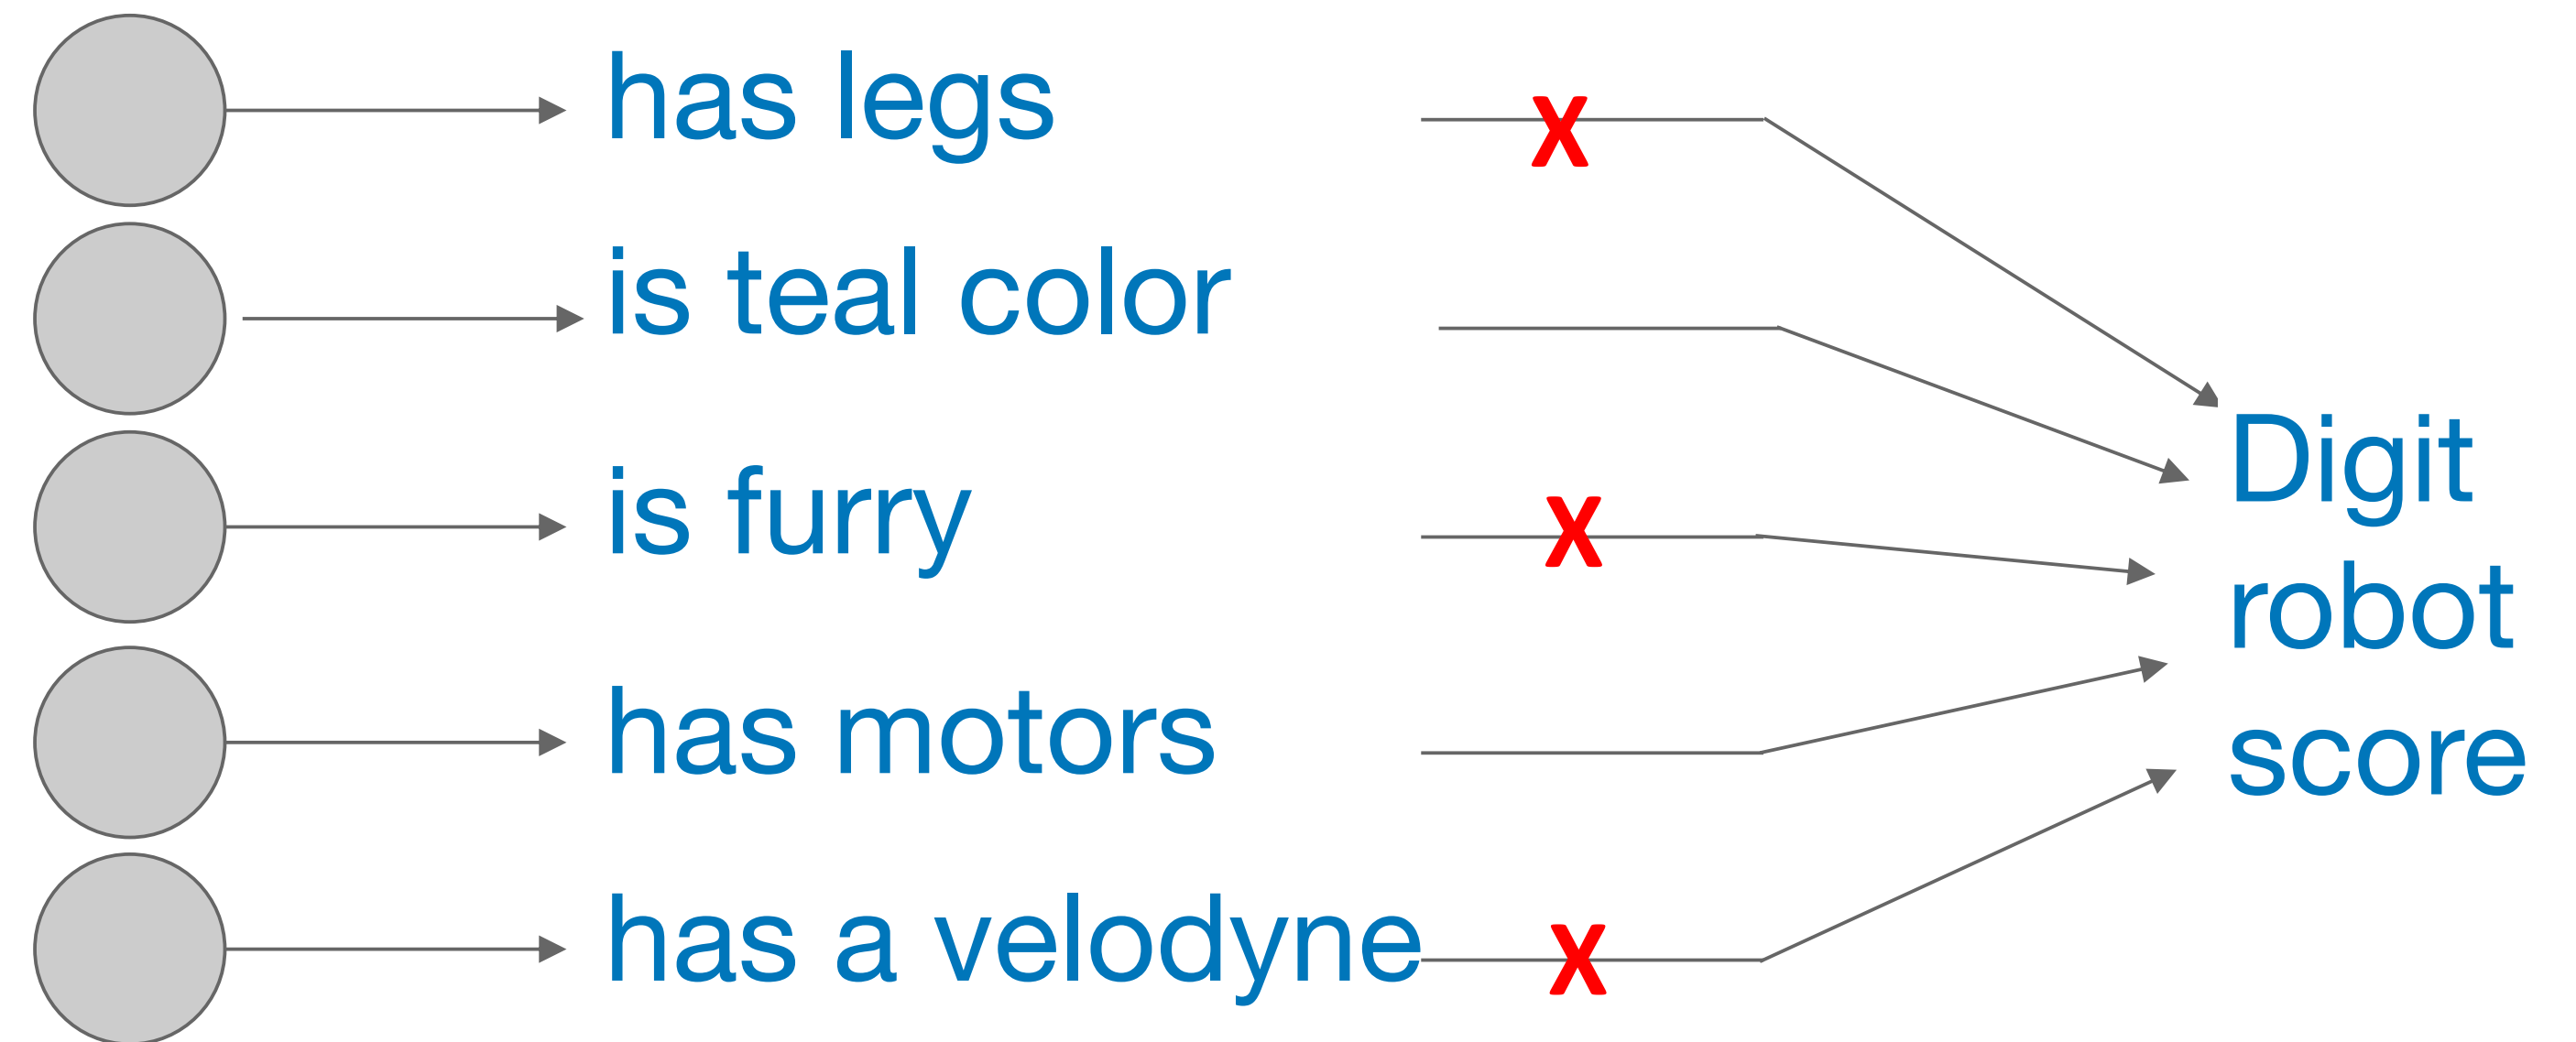 has legs
X
is teal color
is furry
X
has motors
has a velodyne
X
Digit
robot
score